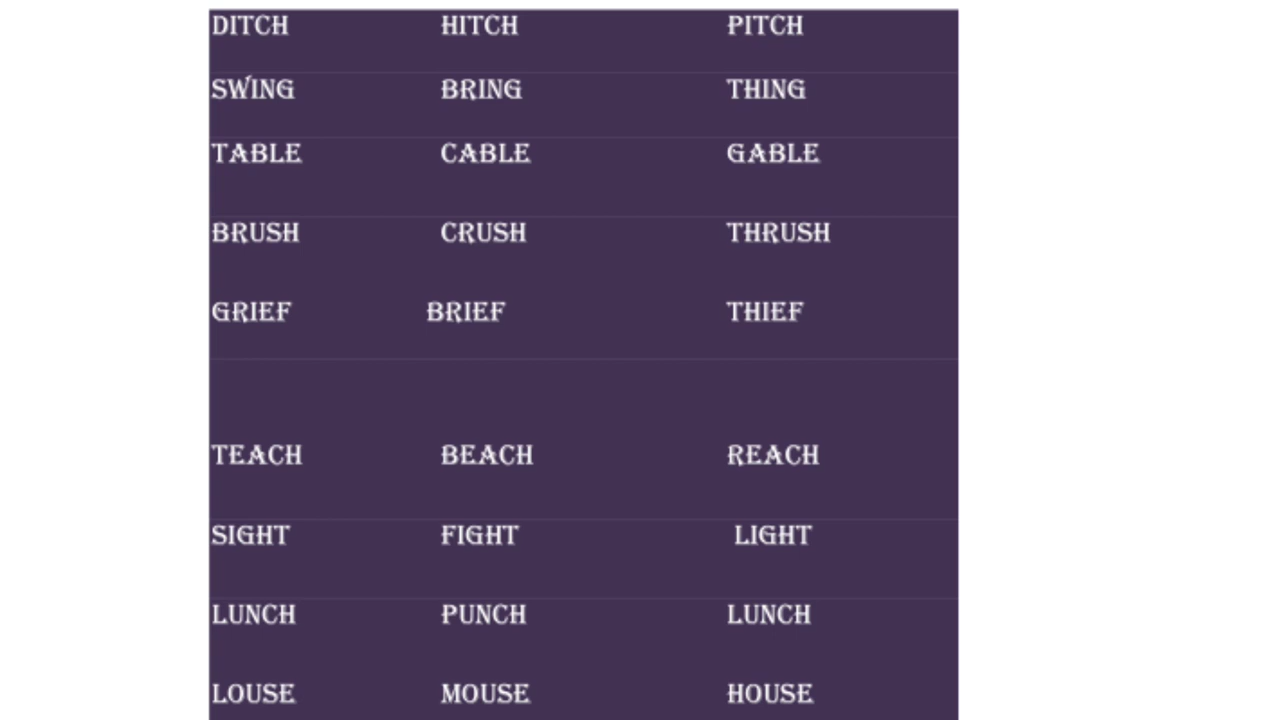 DITCH HITCH PITCH
SWING BRING THING
TABLE CABLE GABLE
BRUSH CRUSH THRUSH
GRIEF BRIEF THIEF
TEACH BEACH REACH
SIGHT FIGHT LIGHT
LUNCH PUNCH LUNCH
LOUSE MOUSE HOUSE